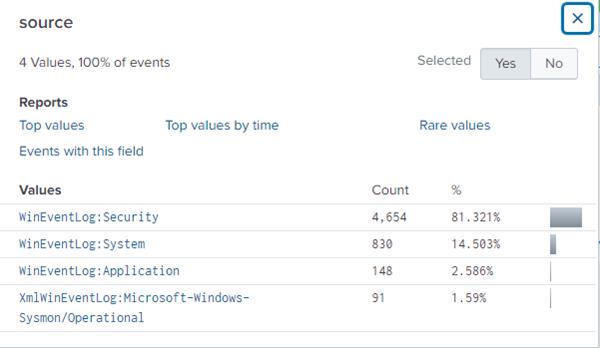 source
4 Values, 100% of events
Selected Yes No
Reports
Top values Top values by time Rare values
Events with this field
Values Count %
WinEventLog:Security 4,654 81.321%
WinEventLog:System 830 14.503%
WinEventLog:Application 148 2.586%
XmlWinEventLog:Microsoft-Windows- 91 1.59%
Sysmon/Operational